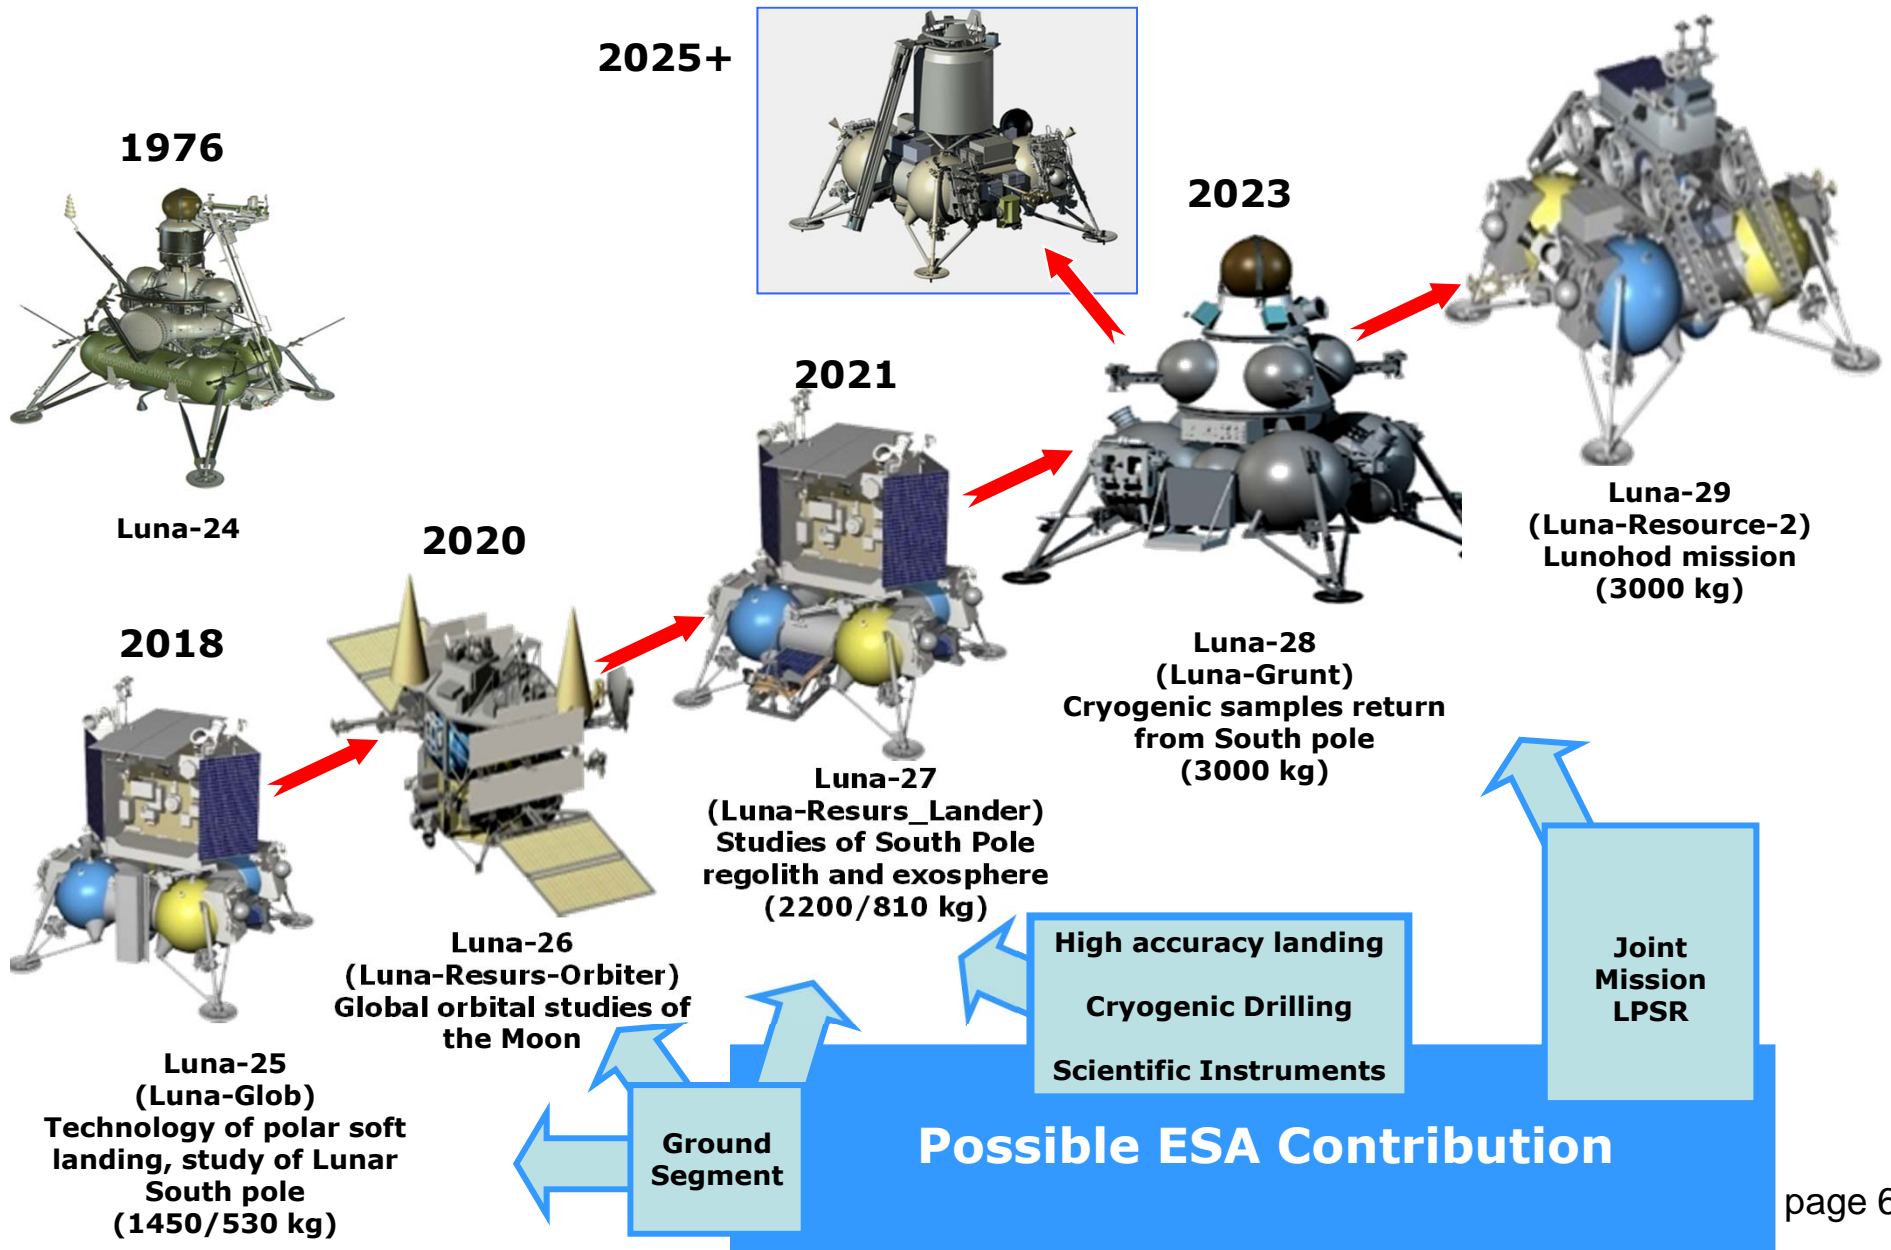 1976
Luna-24
RussianSpaceWeb.com
2018
Luna-25
(Luna-Glob)
Technology of polar soft
landing, study of Lunar
South pole
(1450/530 kg)
2020
Luna-26
(Luna-Resurs-Orbiter)
Global orbital studies of
the Moon
2021
Luna-27
(Luna-Resurs_Lander)
Studies of South Pole
regolith and exosphere
(2200/810 kg)
2023
Luna-28
(Luna-Grunt)
Cryogenic samples return
from South pole
(3000 kg)
2025+
Luna-29
(Luna-Resource-2)
Lunohod mission
(3000 kg)
Ground
Segment
High accuracy landing
Cryogenic Drilling
Scientific Instruments
Joint
Mission
LPSR
Possible ESA Contribution
page 6